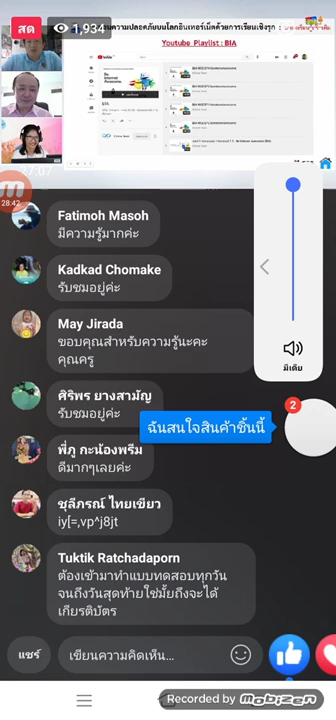 สด
1,934
ความปลอดภัยบนโลกอินเทอร์เน็ตด้วยการเรียนเชิงรุก :
Youtube_Playlist : BIA
28:42
Fatimoh Masoh
มีความรู้มากค่ะ
Kadkad Chomake
รับชมอยู่ค่ะ
May Jirada
ขอบคุณสำหรับความรู้นะคะ
คุณครู
มีเดีย
ศิริพร ยางสามัญ
รับชมอยู่ค่ะ
2
ฉันสนใจสินค้าชิ้นนี้
พี่ภู กะน้องพรีม
ดีมากๆเลยค่ะ
ชุลีภรณ์ ไทยเขียว
iy[=,vp^j8jt
Tuktik Ratchadaporn
ต้องเข้ามาทำแบบทดสอบทุกวัน
จนถึงวันสุดท้ายใช่มั้ยถึงจะได้
เกียรติบัตร
แชร์
เขียนความคิดเห็น...
Recorded by MobiZen